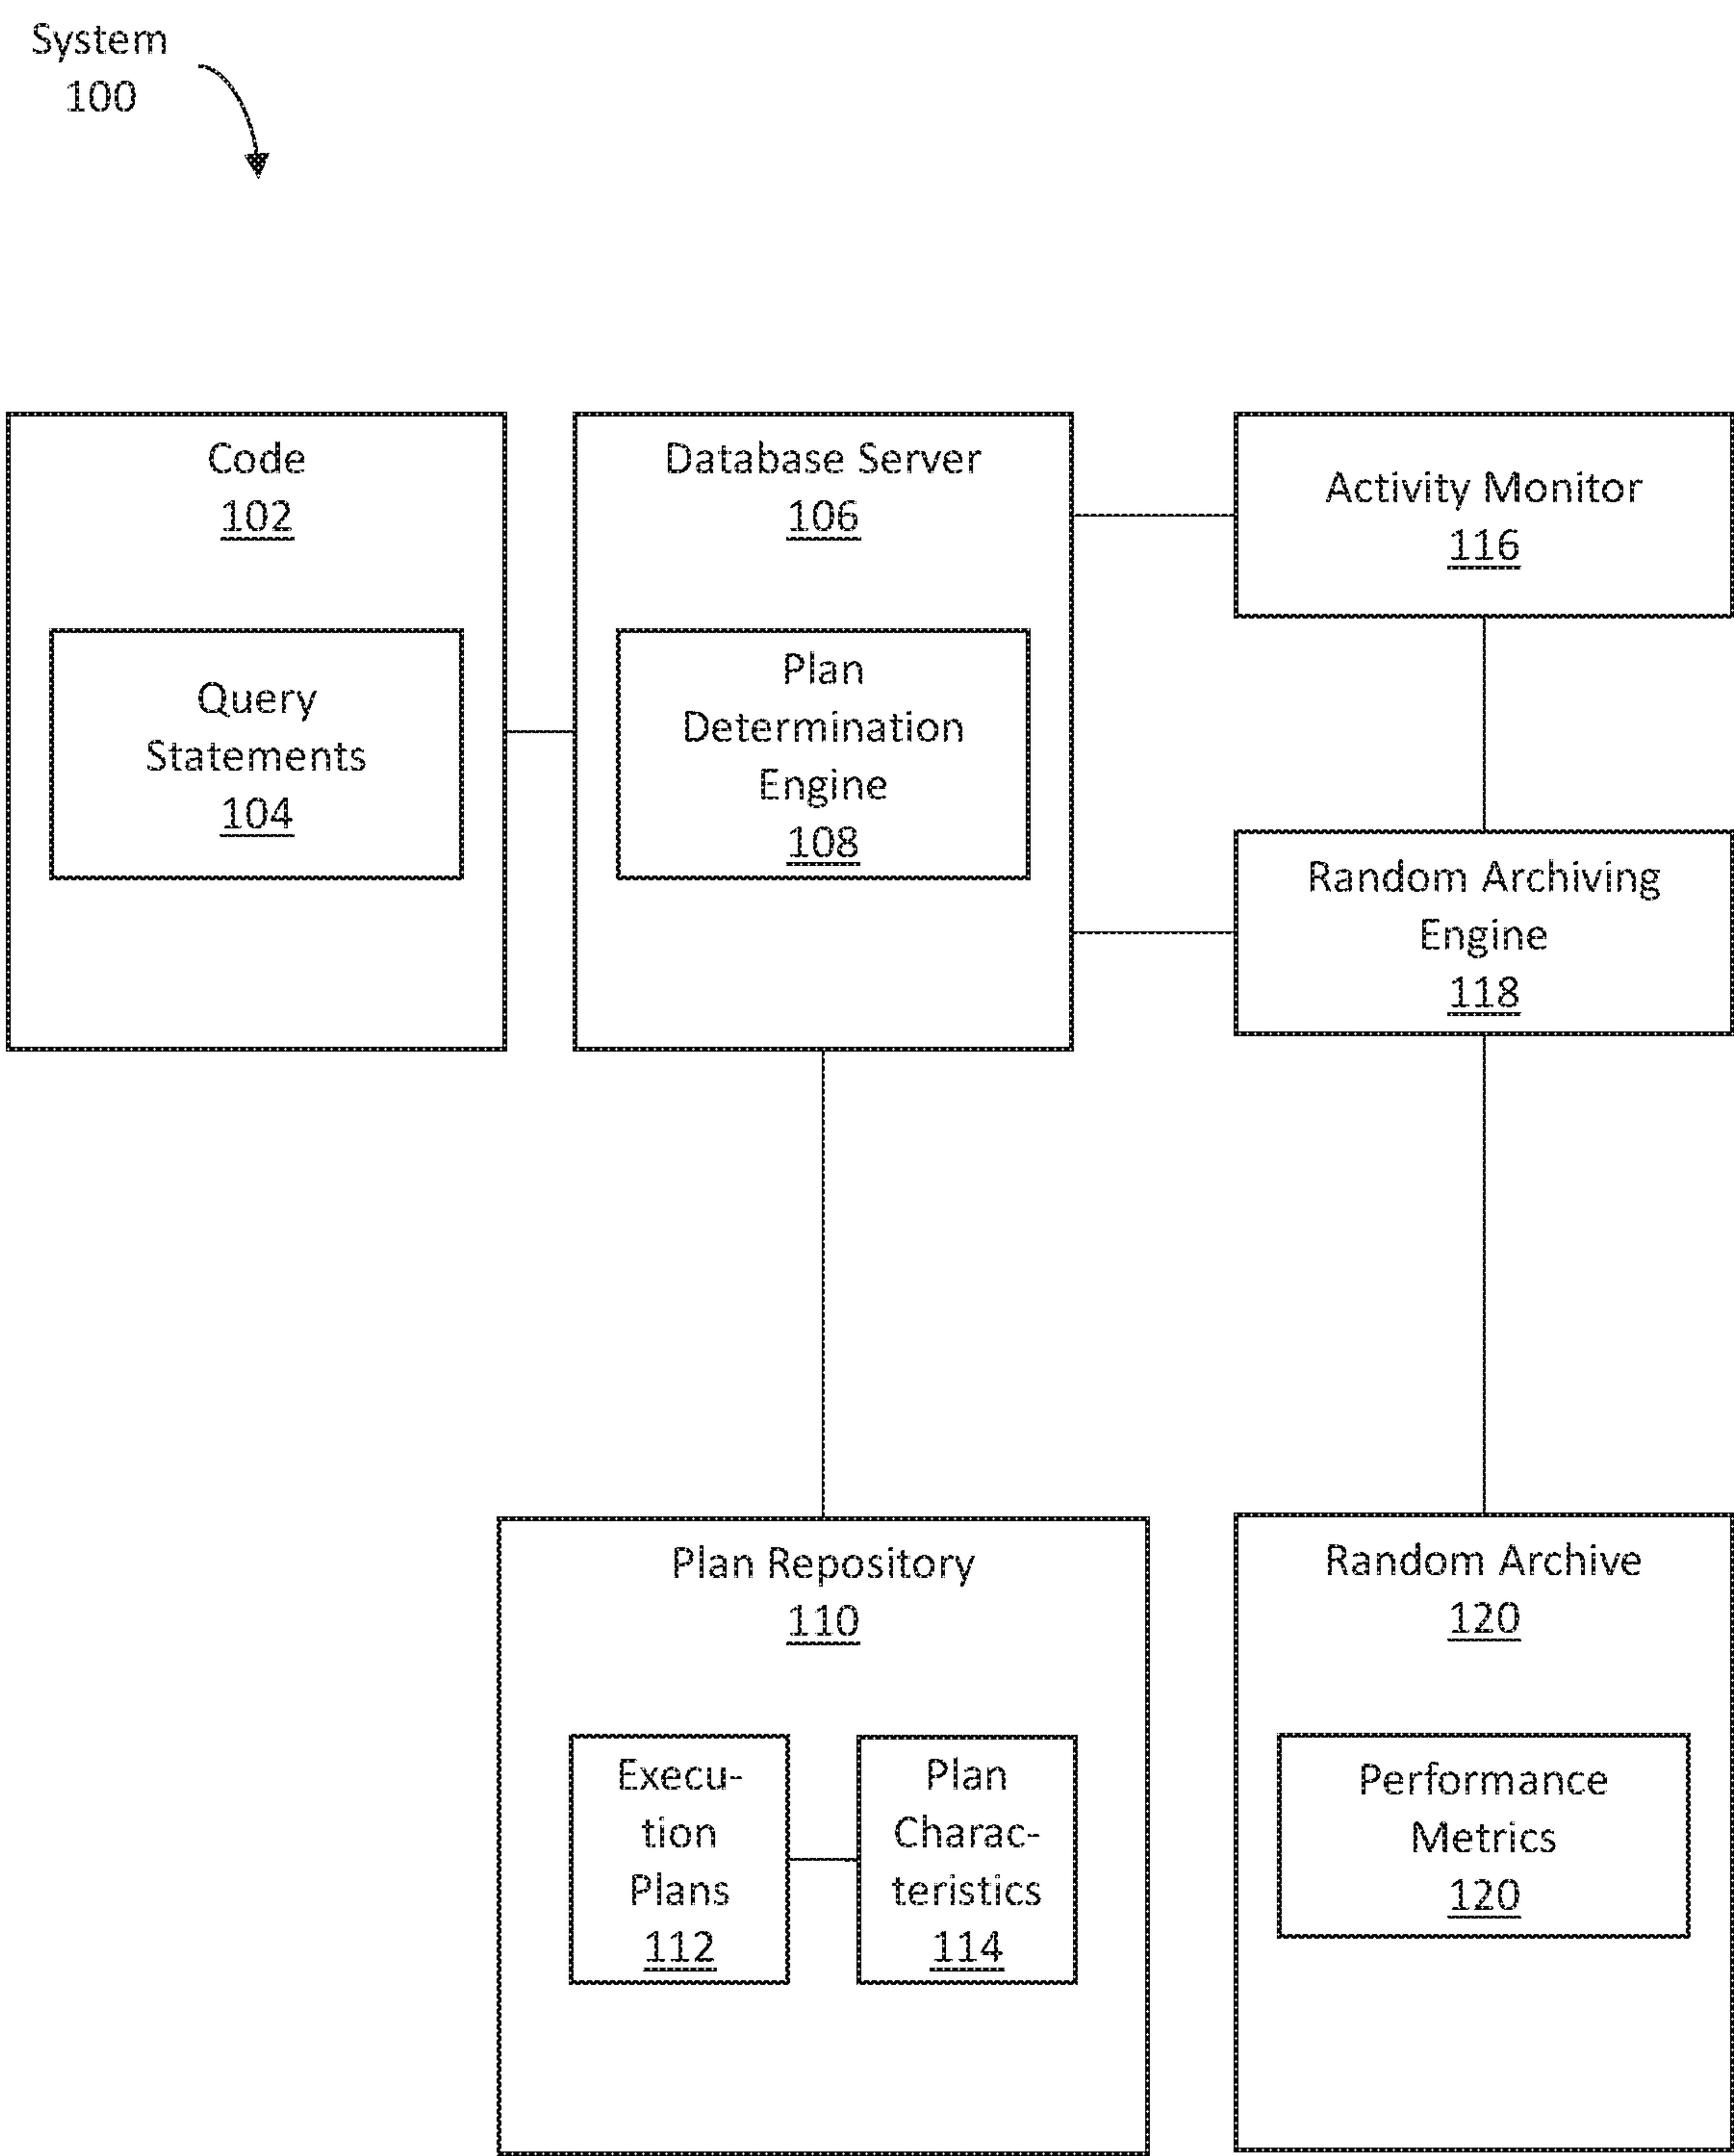 System
100
Code
102
Query
Statements
104
Database Server
106
Plan
Determination
Engine
108
Activity Monitor
116
Random Archiving
Engine
118
Plan Repository
110
Execu-
tion
Plans
112
Plan
Charac-
teristics
114
Random Archive
120
Performance
Metrics
120